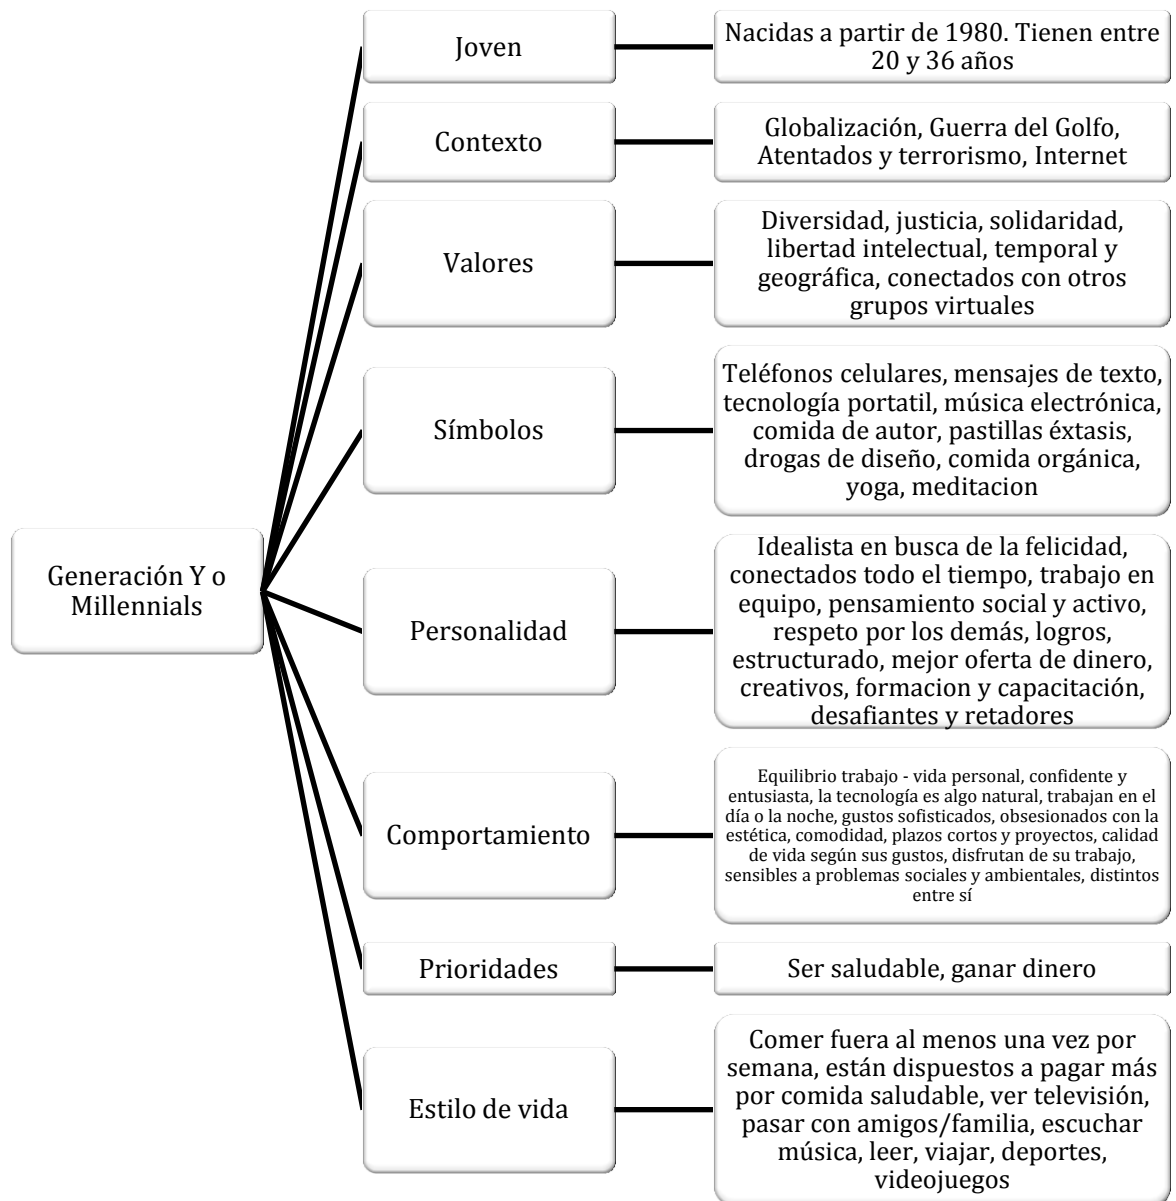 Joven
Nacidas a partir de 1980. Tienen entre
20 y 36 años
Contexto
Globalización, Guerra del Golfo,
Atentados y terrorismo, Internet
Valores
Diversidad, justicia, solidaridad,
libertad intelectual, temporal y
geográfica, conectados con otros
grupos virtuales
Símbolos
Teléfonos celulares, mensajes de texto,
tecnología portatil, música electrónica,
comida de autor, pastillas éxtasis,
drogas de diseño, comida orgánica,
yoga, meditacion
Generación Y o
Millennials
Personalidad
Idealista en busca de la felicidad,
conectados todo el tiempo, trabajo en
equipo, pensamiento social y activo,
respeto por los demás, logros,
estructurado, mejor oferta de dinero,
creativos, formacion y capacitación,
desafiantes y retadores
Comportamiento
Equilibrio trabajo - vida personal, confidente y
entusiasta, la tecnología es algo natural, trabajan en el
día o la noche, gustos sofisticados, obsesionados con la
estética, comodidad, plazos cortos y proyectos, calidad
de vida según sus gustos, disfrutan de su trabajo,
sensibles a problemas sociales y ambientales, distintos
entre sí
Prioridades
Ser saludable, ganar dinero
Estilo de vida
Comer fuera al menos una vez por
semana, están dispuestos a pagar más
por comida saludable, ver televisión,
pasar con amigos/familia, escuchar
música, leer, viajar, deportes,
videojuegos